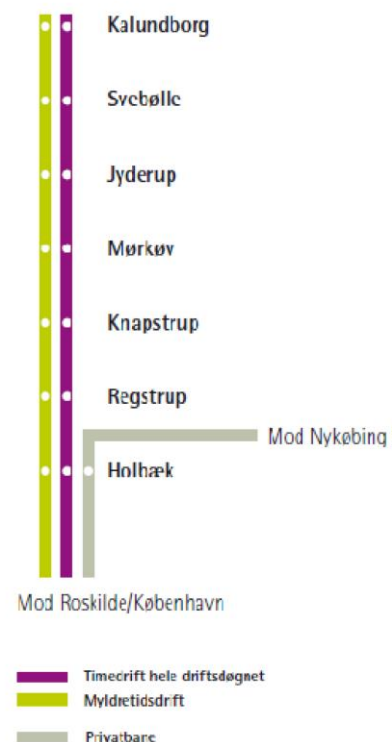 Kalundborg
Svebølle
Jyderup
Mørkøv
Knapstrup
Regstrup
Mod Nykøbing
Holbæk
Mod Roskilde/København
Timedrift hele driftsdøgnet
Myldretidsdrift
Privatbane